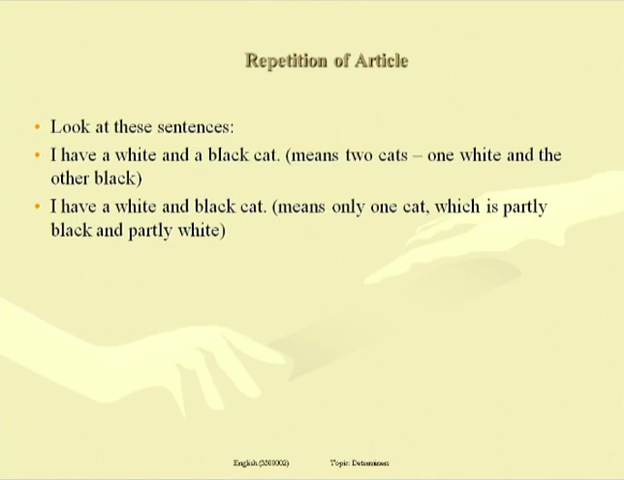 Repetition of Article
• Look at these sentences:
• I have a white and a black cat. (means two cats – one white and the
other black)
• I have a white and black cat. (means only one cat, which is partly
black and partly white)
English (3300002) Topic: Determiners